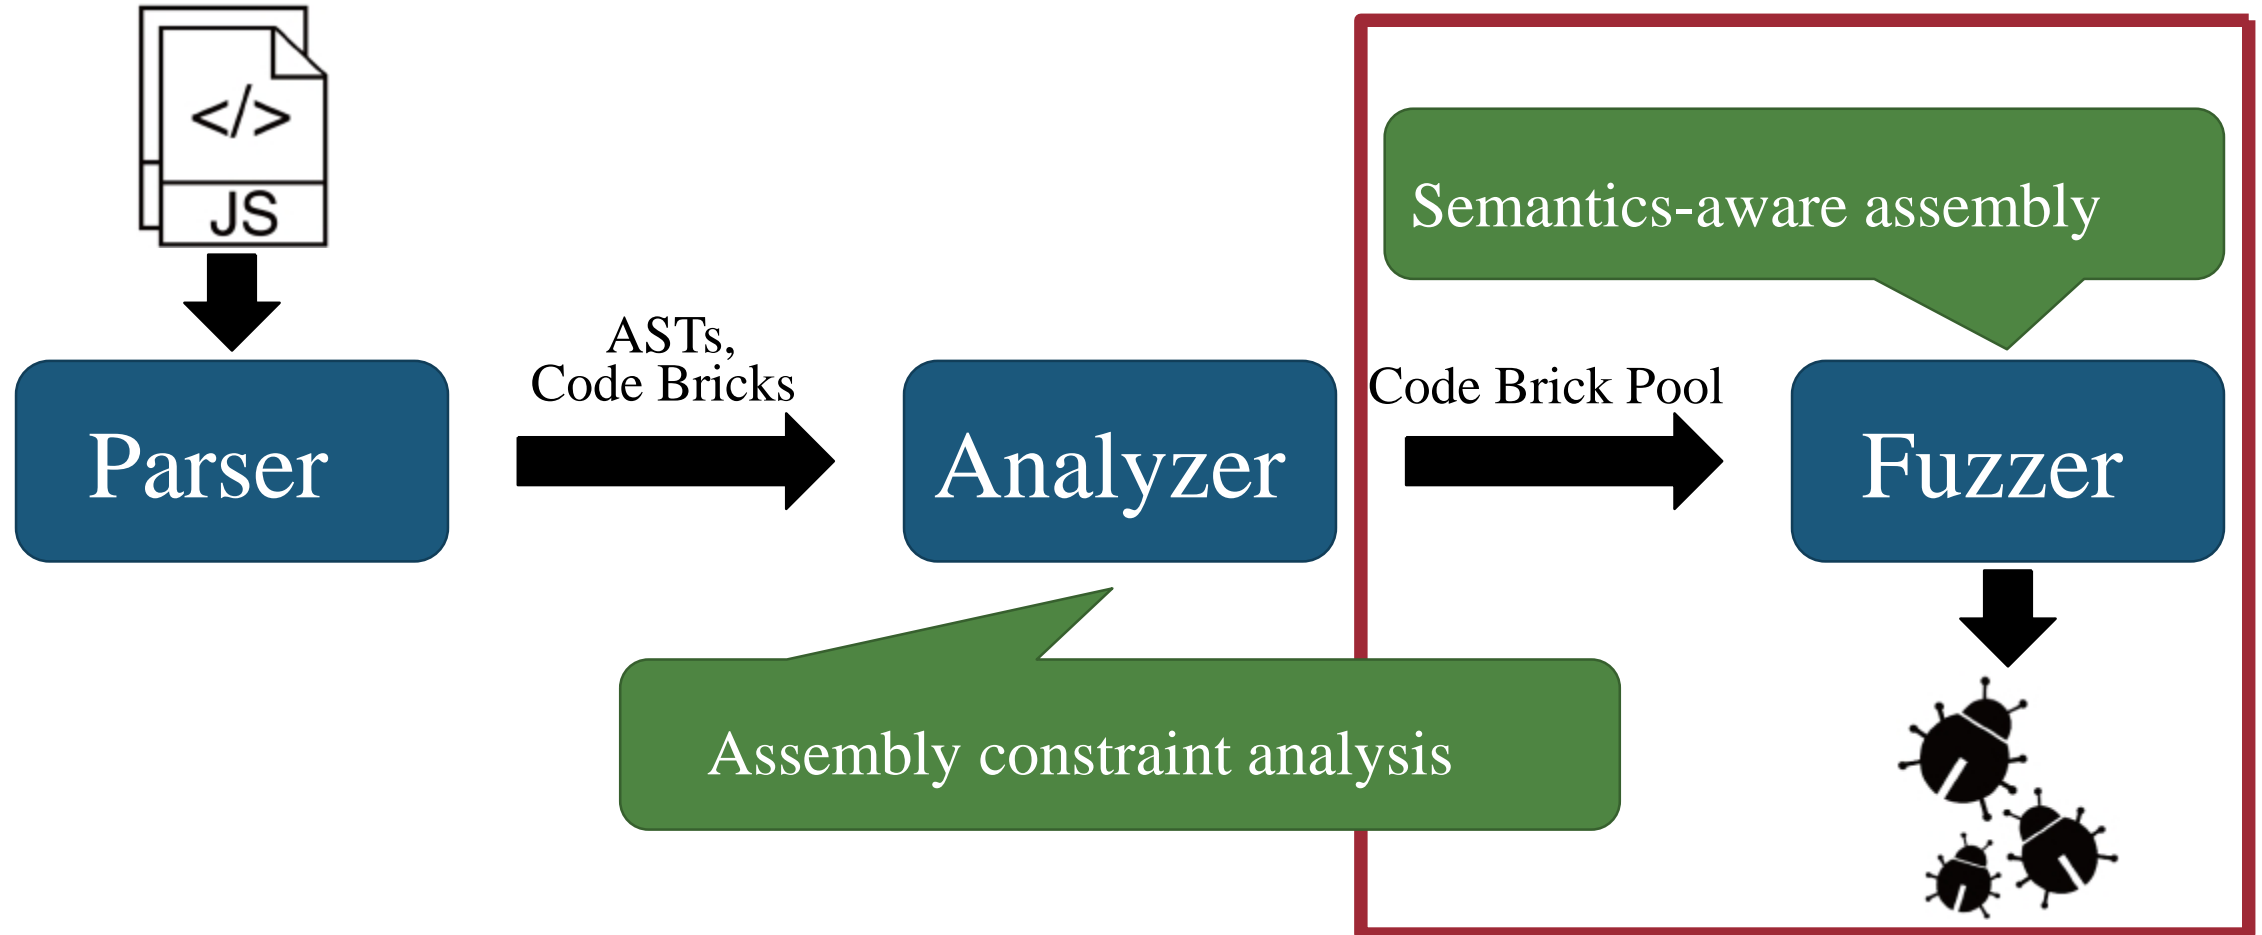 </>
JS
Semantics-aware assembly
ASTs,
Code Bricks
Code Brick Pool
Parser
Analyzer
Fuzzer
Assembly constraint analysis